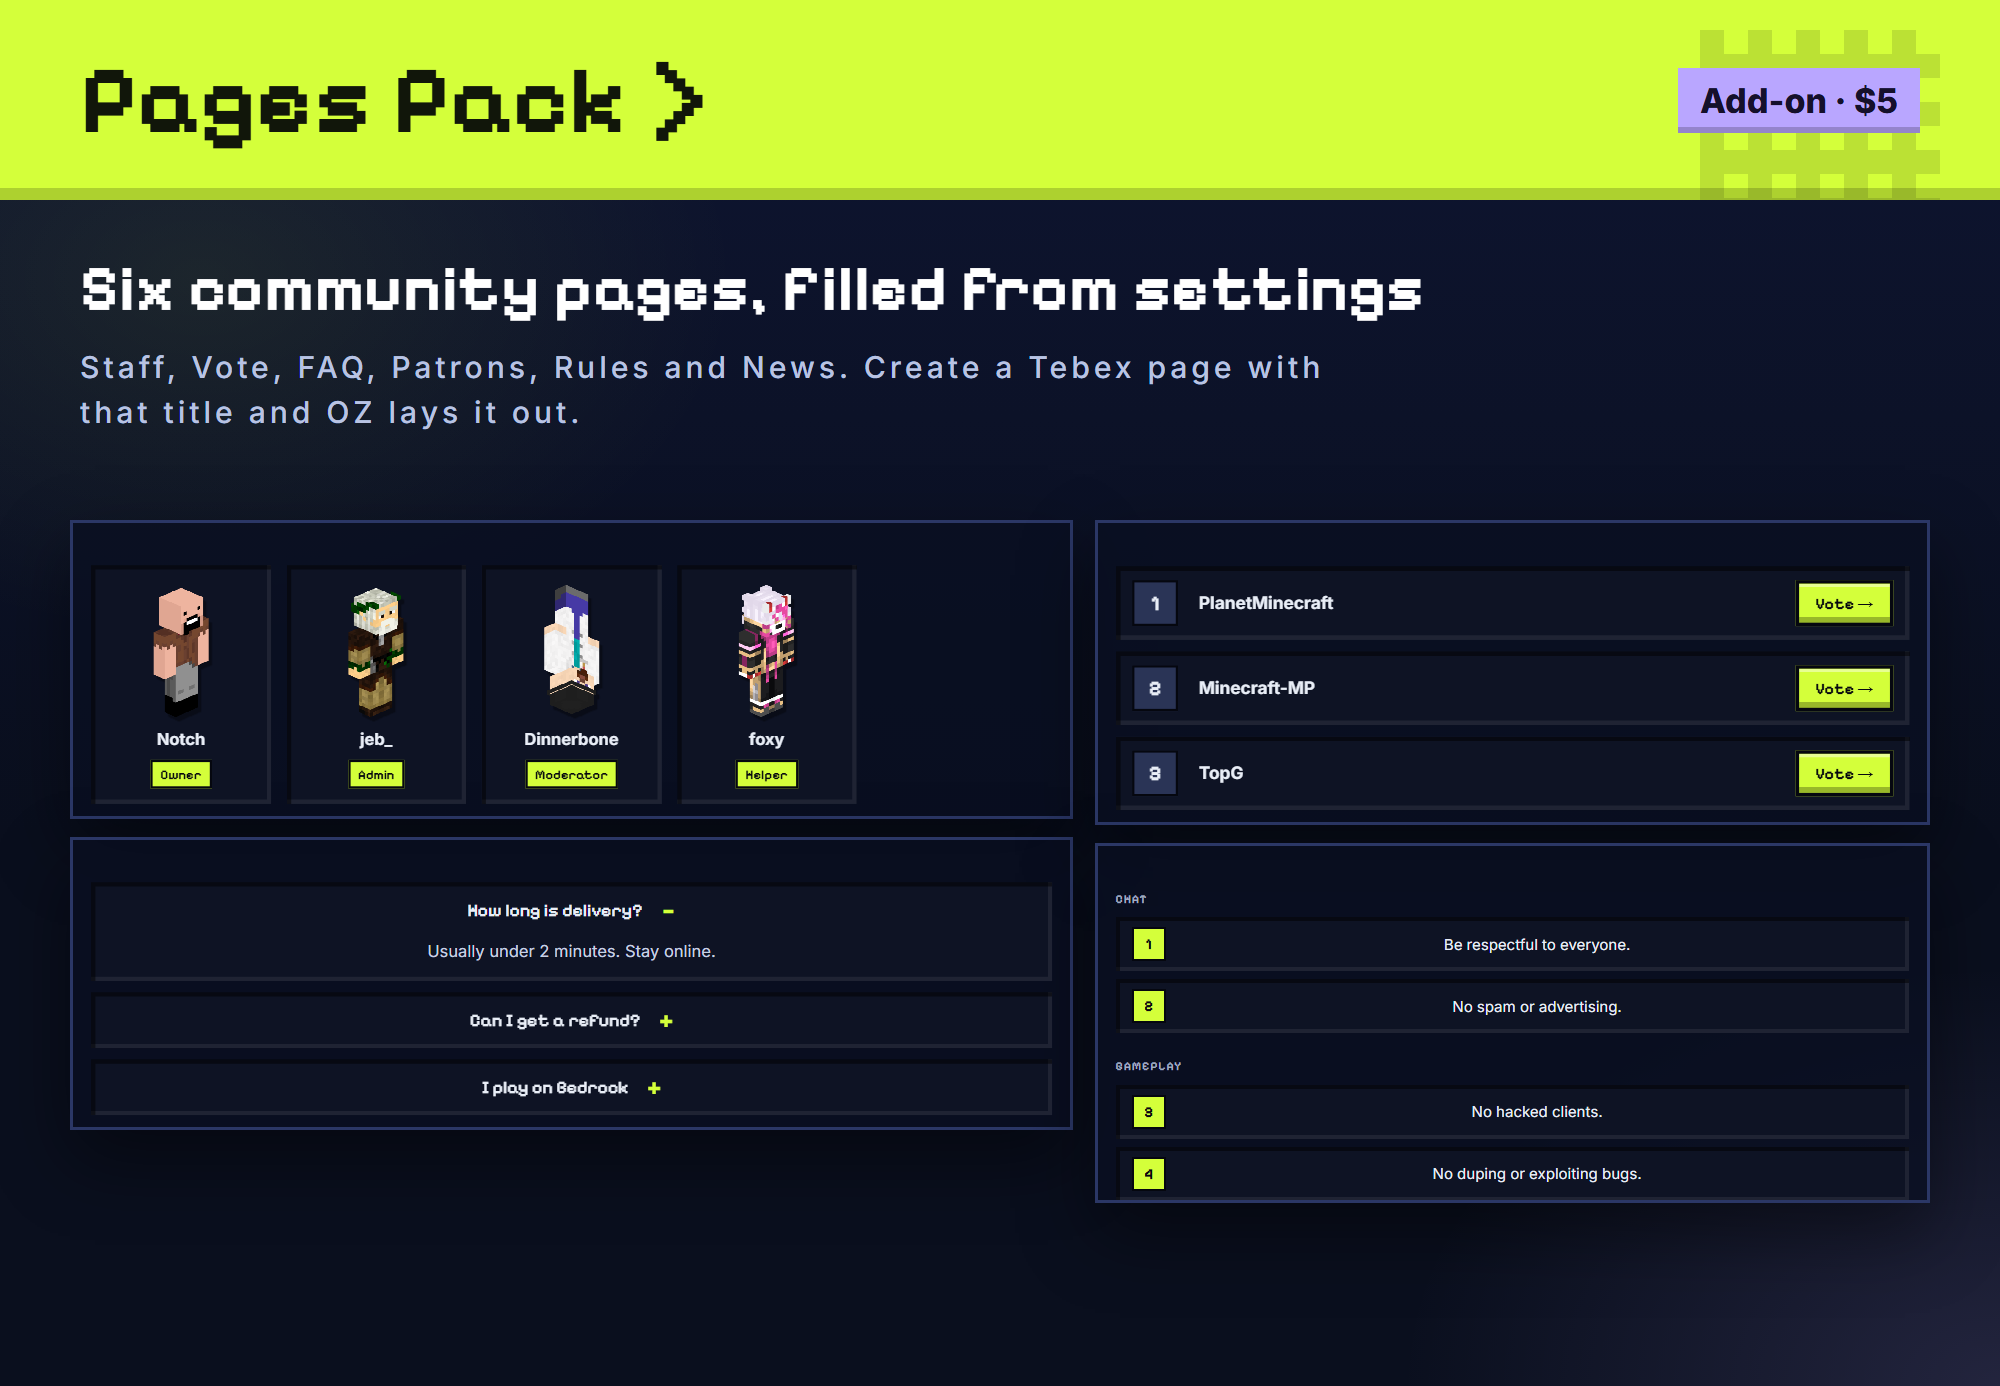 Pages Pack >
Add-on · $5
Six community pages, filled from settings
Staff, Vote, FAQ, Patrons, Rules and News. Create a Tebex page with
that title and OZ lays it out.
Notch
Owner
jeb_
Admin
Dinnerbone
Moderator
foxy
Helper
1 PlanetMinecraft Vote →
2 Minecraft-MP Vote →
3 TopG Vote →
How long is delivery? –
Usually under 2 minutes. Stay online.
Can I get a refund? +
I play on Bedrock +
CHAT
1 Be respectful to everyone.
2 No spam or advertising.
GAMEPLAY
3 No hacked clients.
4 No duping or exploiting bugs.